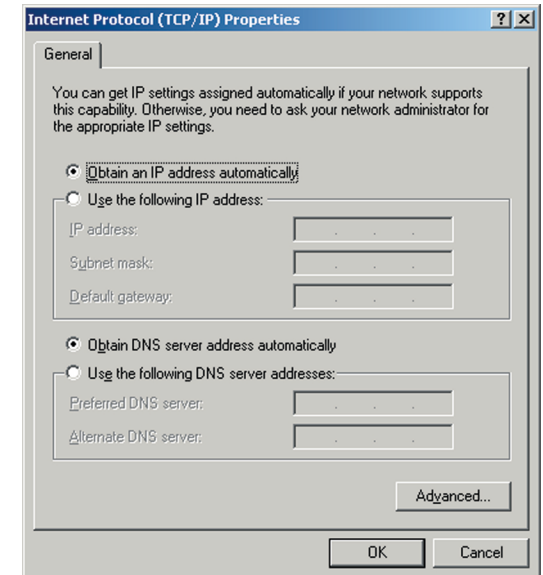 Internet Protocol (TCP/IP) Properties
General
You can get IP settings assigned automatically if your network supports
this capability. Otherwise, you need to ask your network administrator for
the appropriate IP settings.
Obtain an IP address automatically
Use the following IP address:
IP address:
Subnet mask:
Default gateway:
Obtain DNS server address automatically
Use the following DNS server addresses:
Preferred DNS server:
Alternate DNS server:
Advanced...
OK Cancel